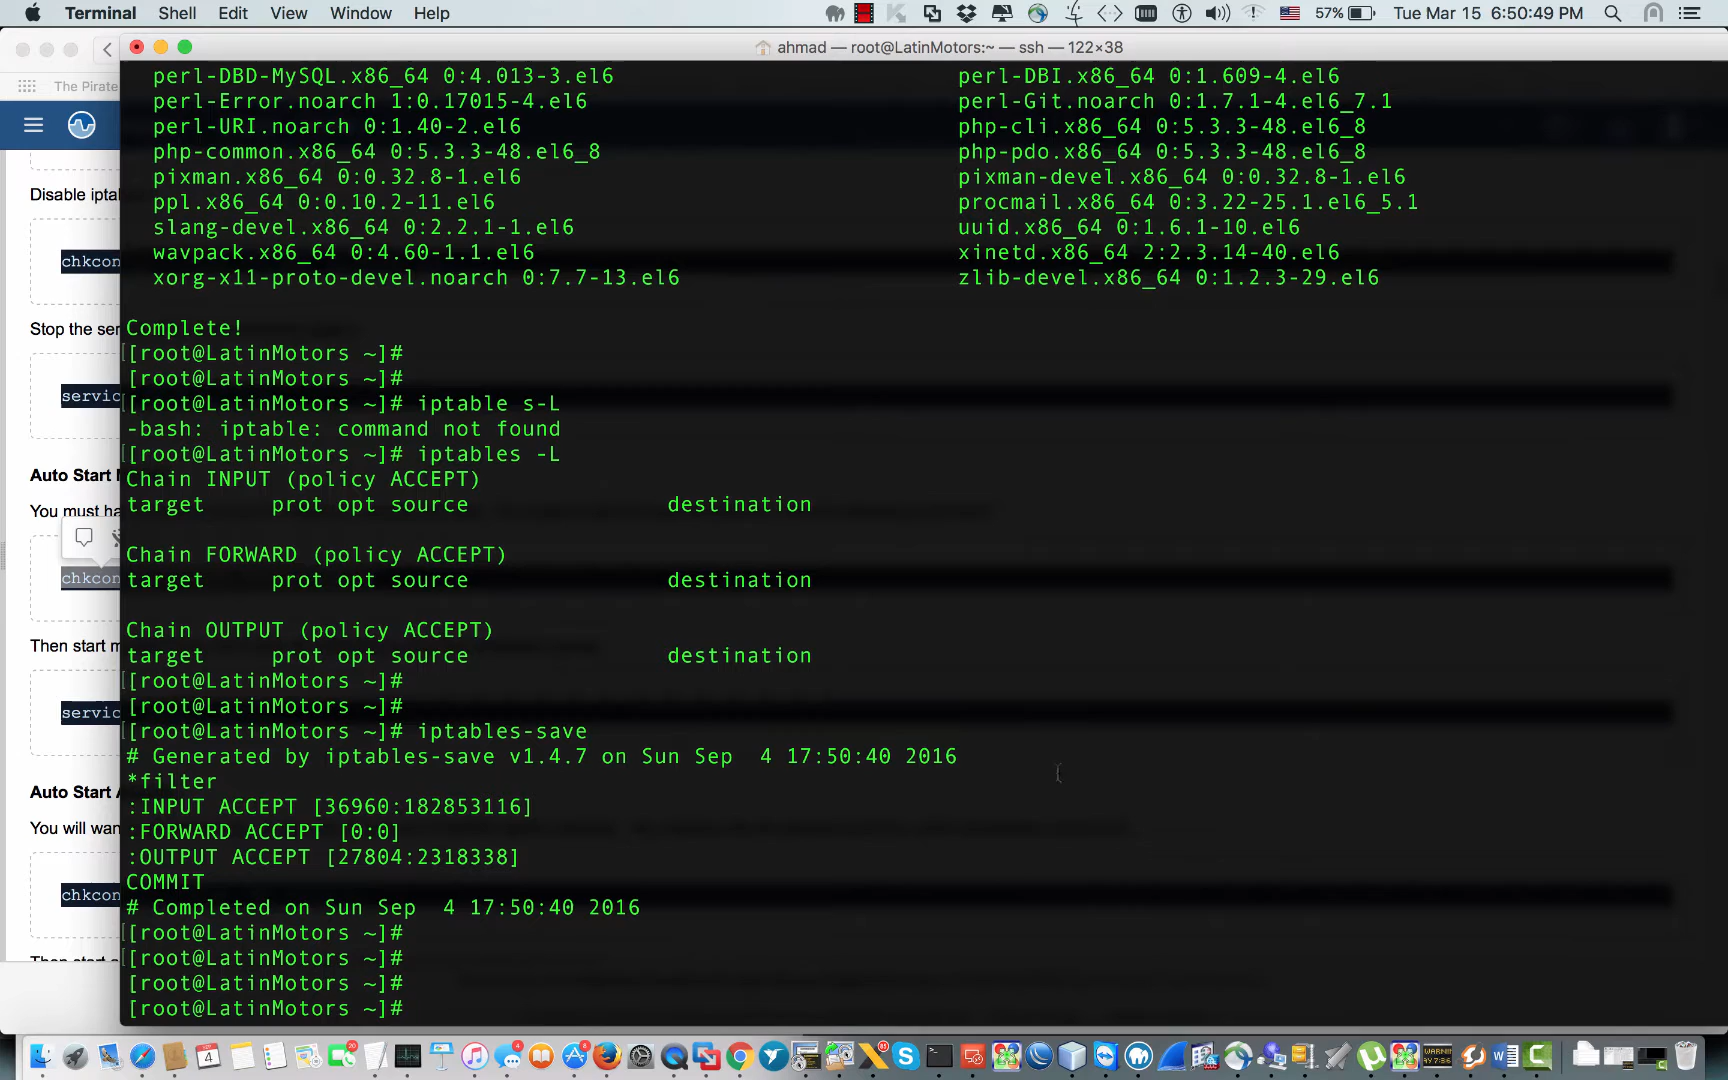 Terminal Shell Edit View Window Help 57% Tue Mar 15 6:50:49 PM
ahmad — root@LatinMotors:~ — ssh — 122×38
The Pirate
perl-DBD-MySQL.x86_64 0:4.013-3.el6 perl-DBI.x86_64 0:1.609-4.el6
perl-Error.noarch 1:0.17015-4.el6 perl-Git.noarch 0:1.7.1-4.el6_7.1
perl-URI.noarch 0:1.40-2.el6 php-cli.x86_64 0:5.3.3-48.el6_8
php-common.x86_64 0:5.3.3-48.el6_8 php-pdo.x86_64 0:5.3.3-48.el6_8
pixman.x86_64 0:0.32.8-1.el6 pixman-devel.x86_64 0:0.32.8-1.el6
ppl.x86_64 0:0.10.2-11.el6 procmail.x86_64 0:3.22-25.1.el6_5.1
slang-devel.x86_64 0:2.2.1-1.el6 uuid.x86_64 0:1.6.1-10.el6
wavpack.x86_64 0:4.60-1.1.el6 xinetd.x86_64 2:2.3.14-40.el6
xorg-x11-proto-devel.noarch 0:7.7-13.el6 zlib-devel.x86_64 0:1.2.3-29.el6
Complete!
[[root@LatinMotors ~]#
[root@LatinMotors ~]#
[[root@LatinMotors ~]# iptable s-L
-bash: iptable: command not found
[[root@LatinMotors ~]# iptables -L
Chain INPUT (policy ACCEPT)
target prot opt source destination
Chain FORWARD (policy ACCEPT)
target prot opt source destination
Chain OUTPUT (policy ACCEPT)
target prot opt source destination
[[root@LatinMotors ~]#
[[root@LatinMotors ~]#
[[root@LatinMotors ~]# iptables-save
# Generated by iptables-save v1.4.7 on Sun Sep 4 17:50:40 2016
*filter
:INPUT ACCEPT [36960:182853116]
:FORWARD ACCEPT [0:0]
:OUTPUT ACCEPT [27804:2318338]
COMMIT
# Completed on Sun Sep 4 17:50:40 2016
[[root@LatinMotors ~]#
[[root@LatinMotors ~]#
[[root@LatinMotors ~]#
[root@LatinMotors ~]#
Disable iptal
chkcon
Stop the ser
servic
Auto Start M
You must ha
chkcon
Then start m
servic
Auto Start A
You will wan
chkcon